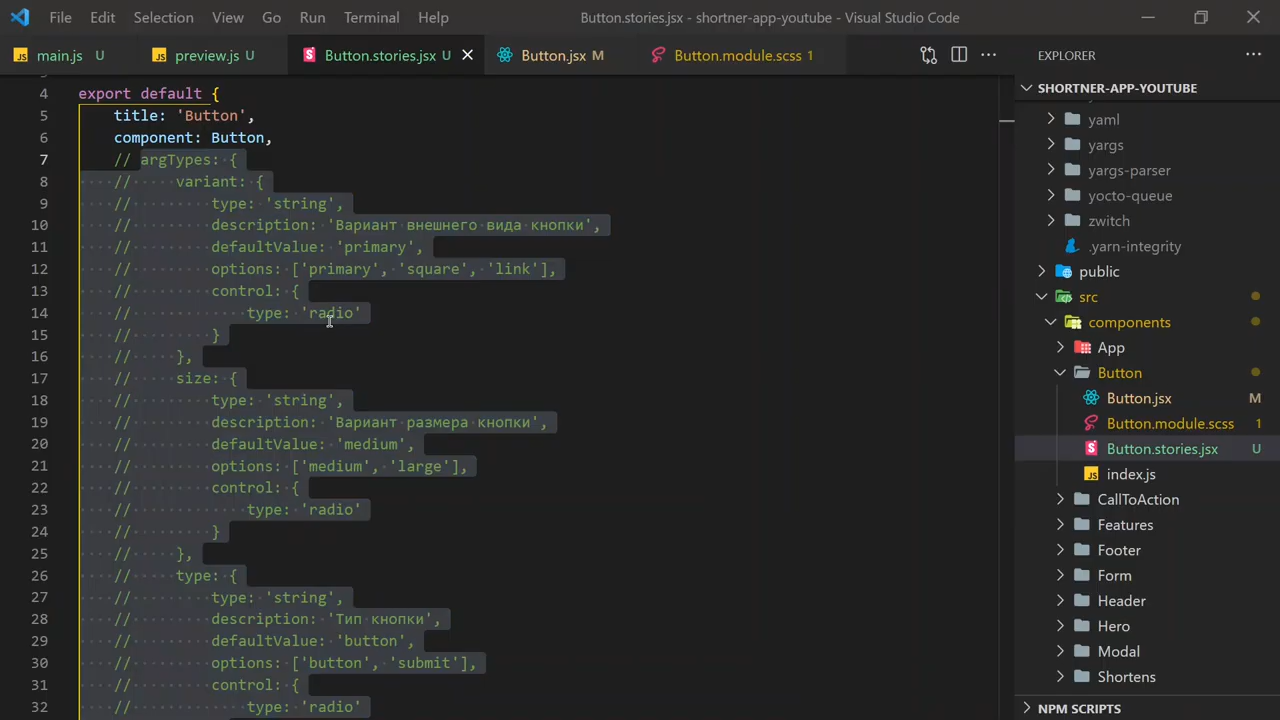 File Edit Selection View Go Run Terminal Help Button.stories.jsx - shortner-app-youtube - Visual Studio Code
main.js U preview.js U Button.stories.jsx U Button.jsx M Button.module.scss 1
EXPLORER
SHORTNER-APP-YOUTUBE
4 export default {
5 title: 'Button',
6 component: Button,
7 // argTypes: {
8 // variant: {
9 // type: 'string',
10 // description: 'Вариант внешнего вида кнопки',
11 // defaultValue: 'primary',
12 // options: ['primary', 'square', 'link'],
13 // control: {
14 // type: 'radio'
15 // }
16 // },
17 // size: {
18 // type: 'string',
19 // description: 'Вариант размера кнопки',
20 // defaultValue: 'medium',
21 // options: ['medium', 'large'],
22 // control: {
23 // type: 'radio'
24 // }
25 // },
26 // type: {
27 // type: 'string',
28 // description: 'Тип кнопки',
29 // defaultValue: 'button',
30 // options: ['button', 'submit'],
31 // control: {
32 // type: 'radio'
yaml
yargs
yargs-parser
yocto-queue
zwitch
.yarn-integrity
public
src
components
App
Button
Button.jsx M
Button.module.scss 1
Button.stories.jsx U
index.js
CallToAction
Features
Footer
Form
Header
Hero
Modal
Shortens
NPM SCRIPTS